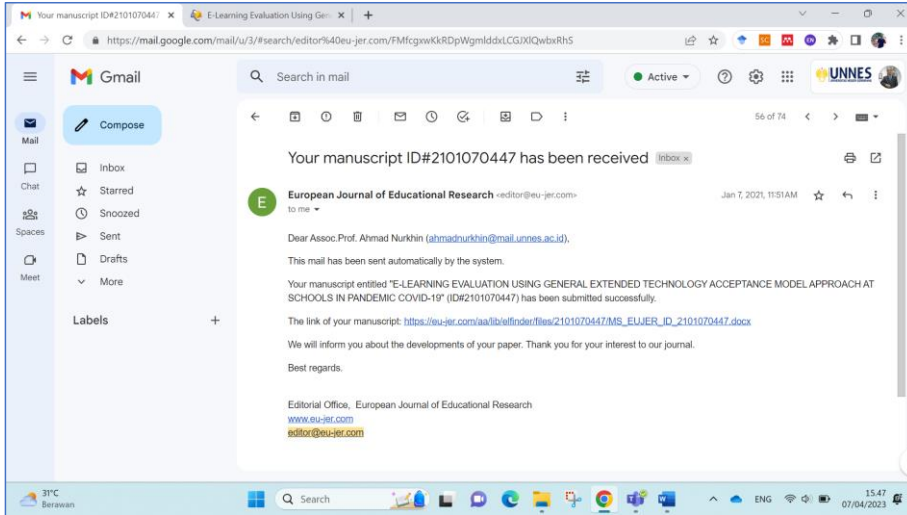 Your manuscript ID#2101070447
E-Learning Evaluation Using Gen
https://mail.google.com/mail/u/3/#search/editor%40eu-jer.com/FMfcgxwKkRDpWgmlddxLCGJXlQwbxRhS
Gmail
Search in mail
Active
UNNES
Mail
Compose
56 of 74
Your manuscript ID#2101070447 has been received Inbox x
Chat
Inbox
Starred
E
European Journal of Educational Research <editor@eu-jer.com>
Jan 7, 2021, 11:51 AM
to me
Spaces
Snoozed
Sent
Dear Assoc.Prof. Ahmad Nurkhin (ahmadnurkhin@mail.unnes.ac.id),
Meet
Drafts
This mail has been sent automatically by the system.
More
Your manuscript entitled "E-LEARNING EVALUATION USING GENERAL EXTENDED TECHNOLOGY ACCEPTANCE MODEL APPROACH AT
SCHOOLS IN PANDEMIC COVID-19" (ID#2101070447) has been submitted successfully.
Labels +
The link of your manuscript: https://eu-jer.com/aa/lib/elfinder/files/2101070447/MS_EUJER_ID_2101070447.docx
We will inform you about the developments of your paper. Thank you for your interest to our journal.
Best regards.
Editorial Office, European Journal of Educational Research
www.eu-jer.com
editor@eu-jer.com
31°C
Berawan
Search
ENG
15.47
07/04/2023